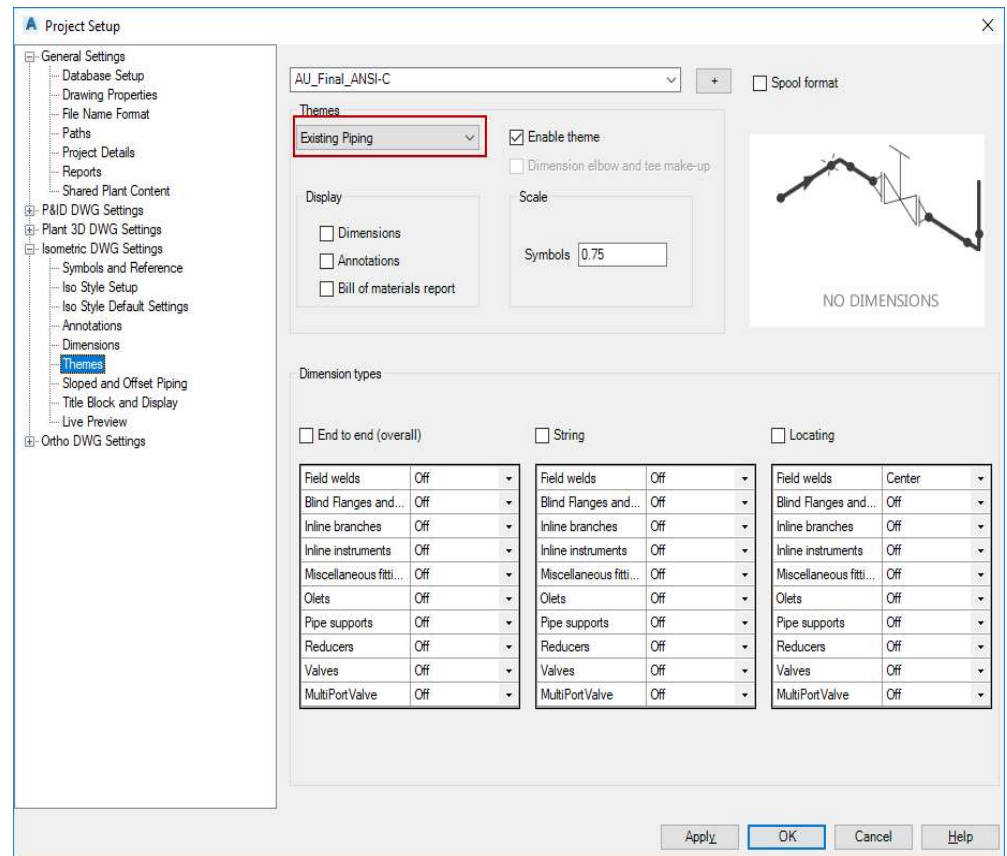 Project Setup
General Settings
Database Setup
Drawing Properties
File Name Format
Paths
Project Details
Reports
Shared Plant Content
P&ID DWG Settings
Plant 3D DWG Settings
Isometric DWG Settings
Symbols and Reference
Iso Style Setup
Iso Style Default Settings
Annotations
Dimensions
Themes
Sloped and Offset Piping
Title Block and Display
Live Preview
Ortho DWG Settings
AU_Final_ANSI-C + Spool format
Themes
Existing Piping Enable theme
Dimension elbow and tee make-up
Display Scale
Dimensions
Annotations
Bill of materials report
Symbols 0.75
NO DIMENSIONS
Dimension types
End to end (overall) String Locating
Field welds Off Field welds Off Field welds Center
Blind Flanges and... Off Blind Flanges and... Off Blind Flanges and... Off
Inline branches Off Inline branches Off Inline branches Off
Inline instruments Off Inline instruments Off Inline instruments Off
Miscellaneous fitti... Off Miscellaneous fitti... Off Miscellaneous fitti... Off
Olets Off Olets Off Olets Off
Pipe supports Off Pipe supports Off Pipe supports Off
Reducers Off Reducers Off Reducers Off
Valves Off Valves Off Valves Off
MultiPortValve Off MultiPortValve Off MultiPortValve Off
Apply OK Cancel Help